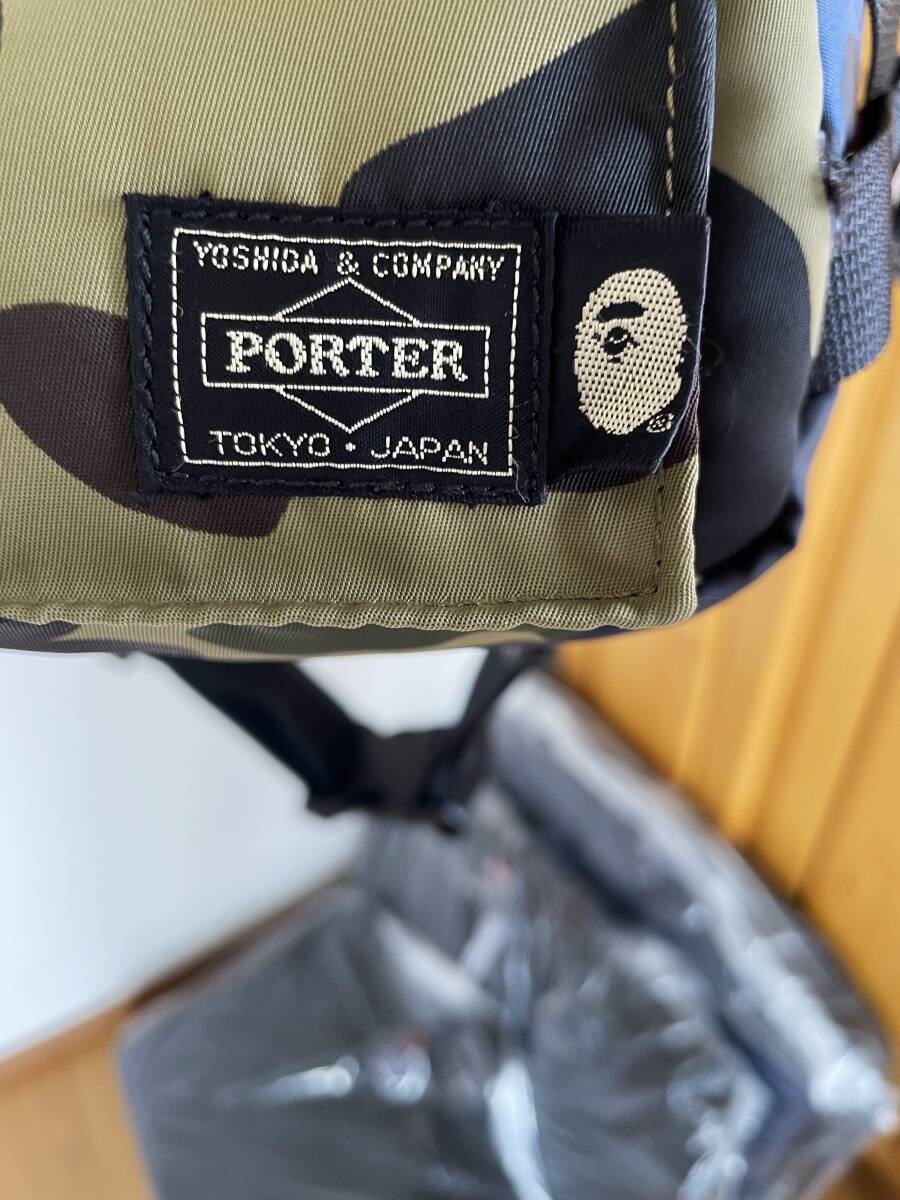 YOSHIDA & COMPANY
PORTER
TOKYO • JAPAN
®